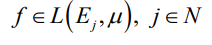 f ∈ L(E_j, μ), j ∈ N